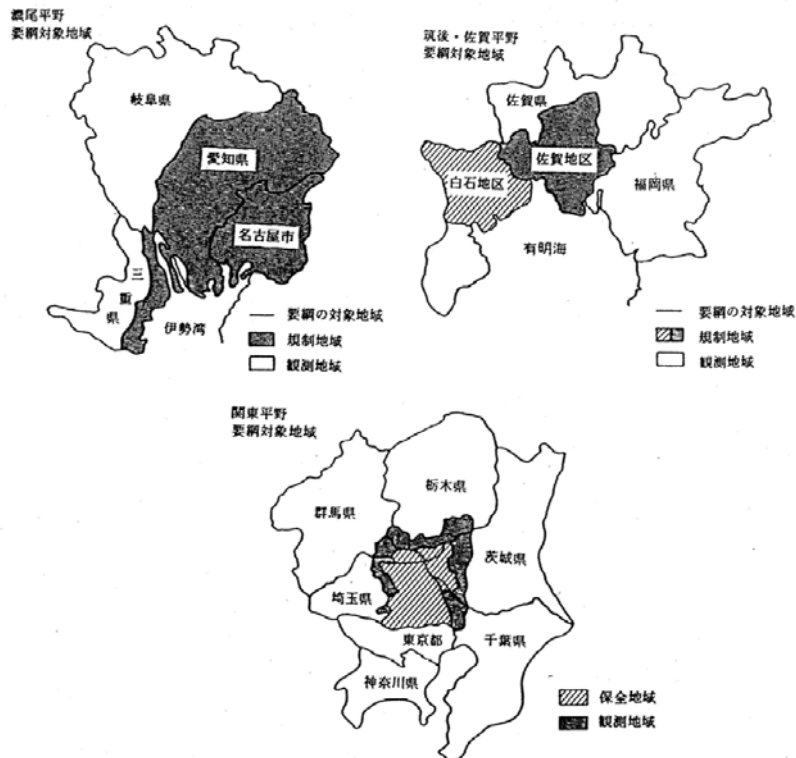 濃尾平野
要綱対象地域
岐阜県
愛知県
名古屋市
三
重
県
伊勢湾
要綱の対象地域
規制地域
観測地域
筑後・佐賀平野
要綱対象地域
佐賀県
佐賀地区
白石地区
福岡県
有明海
要綱の対象地域
規制地域
観測地域
関東平野
要綱対象地域
栃木県
群馬県
茨城県
埼玉県
東京都
千葉県
神奈川県
保全地域
観測地域